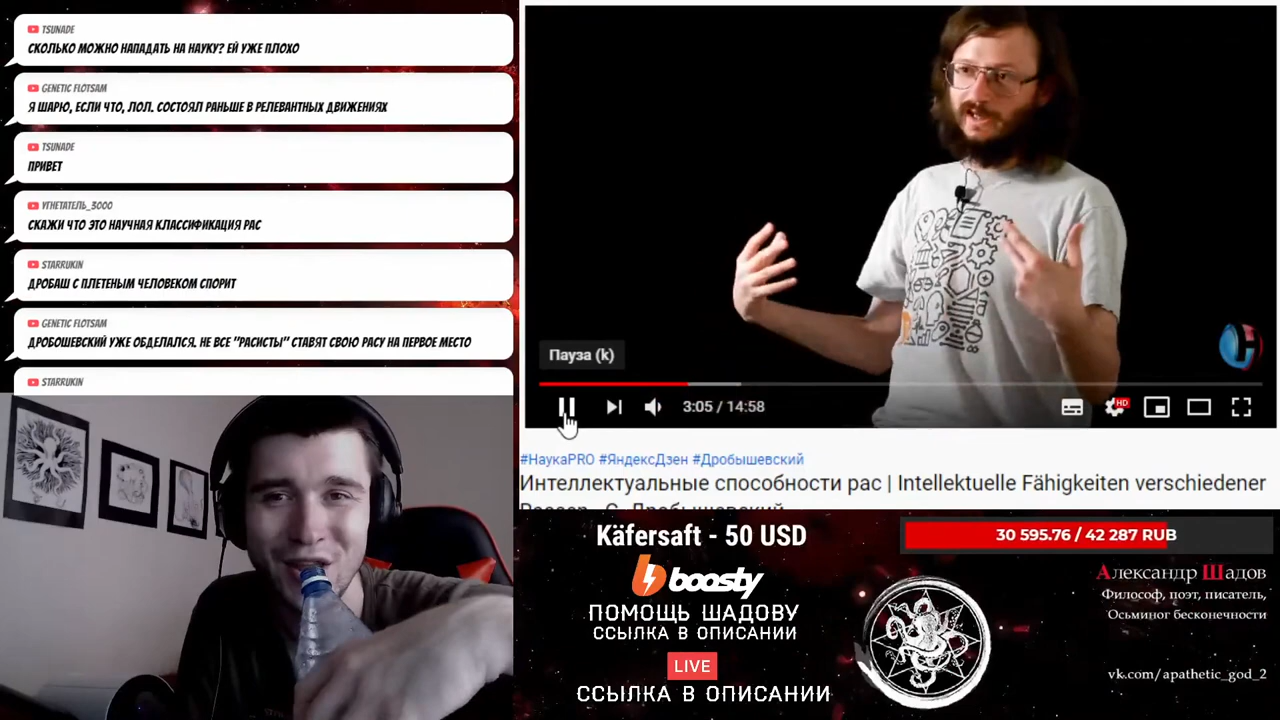 TSUNADE
СКОЛЬКО МОЖНО НАПАДАТЬ НА НАУКУ? ЕЙ УЖЕ ПЛОХО
GENETIC FLOTSAM
Я ШАРЮ, ЕСЛИ ЧТО, ЛОЛ. СОСТОЯЛ РАНЬШЕ В РЕЛЕВАНТНЫХ ДВИЖЕНИЯХ
TSUNADE
ПРИВЕТ
УГНЕТАТЕЛЬ_3000
СКАЖИ ЧТО ЭТО НАУЧНАЯ КЛАССИФИКАЦИЯ РАС
STARRUKIN
ДРОБАШ С ПЛЕТЕНЫМ ЧЕЛОВЕКОМ СПОРИТ
GENETIC FLOTSAM
ДРОБОШЕВСКИЙ УЖЕ ОБДЕЛАЛСЯ. НЕ ВСЕ "РАСИСТЫ" СТАВЯТ СВОЮ РАСУ НА ПЕРВОЕ МЕСТО
STARRUKIN
Пауза (k)
3:05 / 14:58
HD
#НаукаPRO #ЯндексДзен #Дробышевский
Интеллектуальные способности рас | Intellektuelle Fähigkeiten verschiedener
Käfersaft - 50 USD
boosty
ПОМОЩЬ ШАДОВУ
ССЫЛКА В ОПИСАНИИ
LIVE
ССЫЛКА В ОПИСАНИИ
30 595.76 / 42 287 RUB
Александр Шадов
Философ, поэт, писатель,
Осьминог бесконечности
vk.com/apathetic_god_2